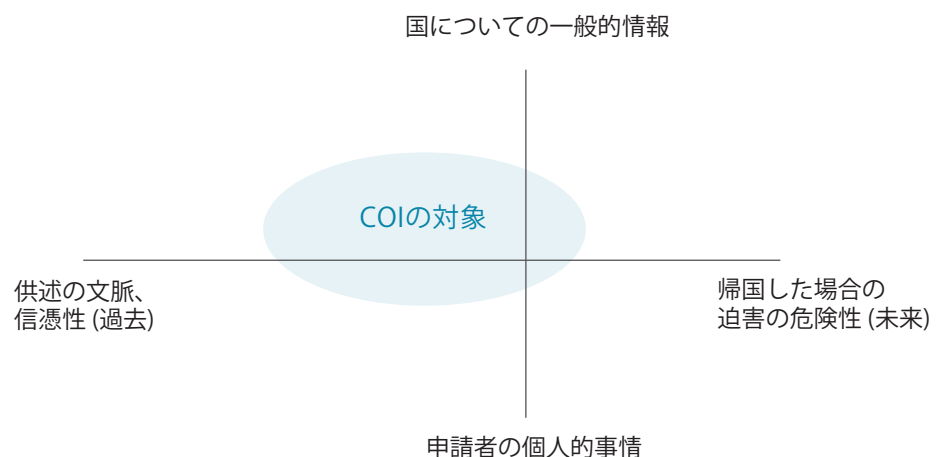 国についての一般的情報
COIの対象
供述の文脈、
信憑性 (過去)
帰国した場合の
迫害の危険性 (未来)
申請者の個人的事情